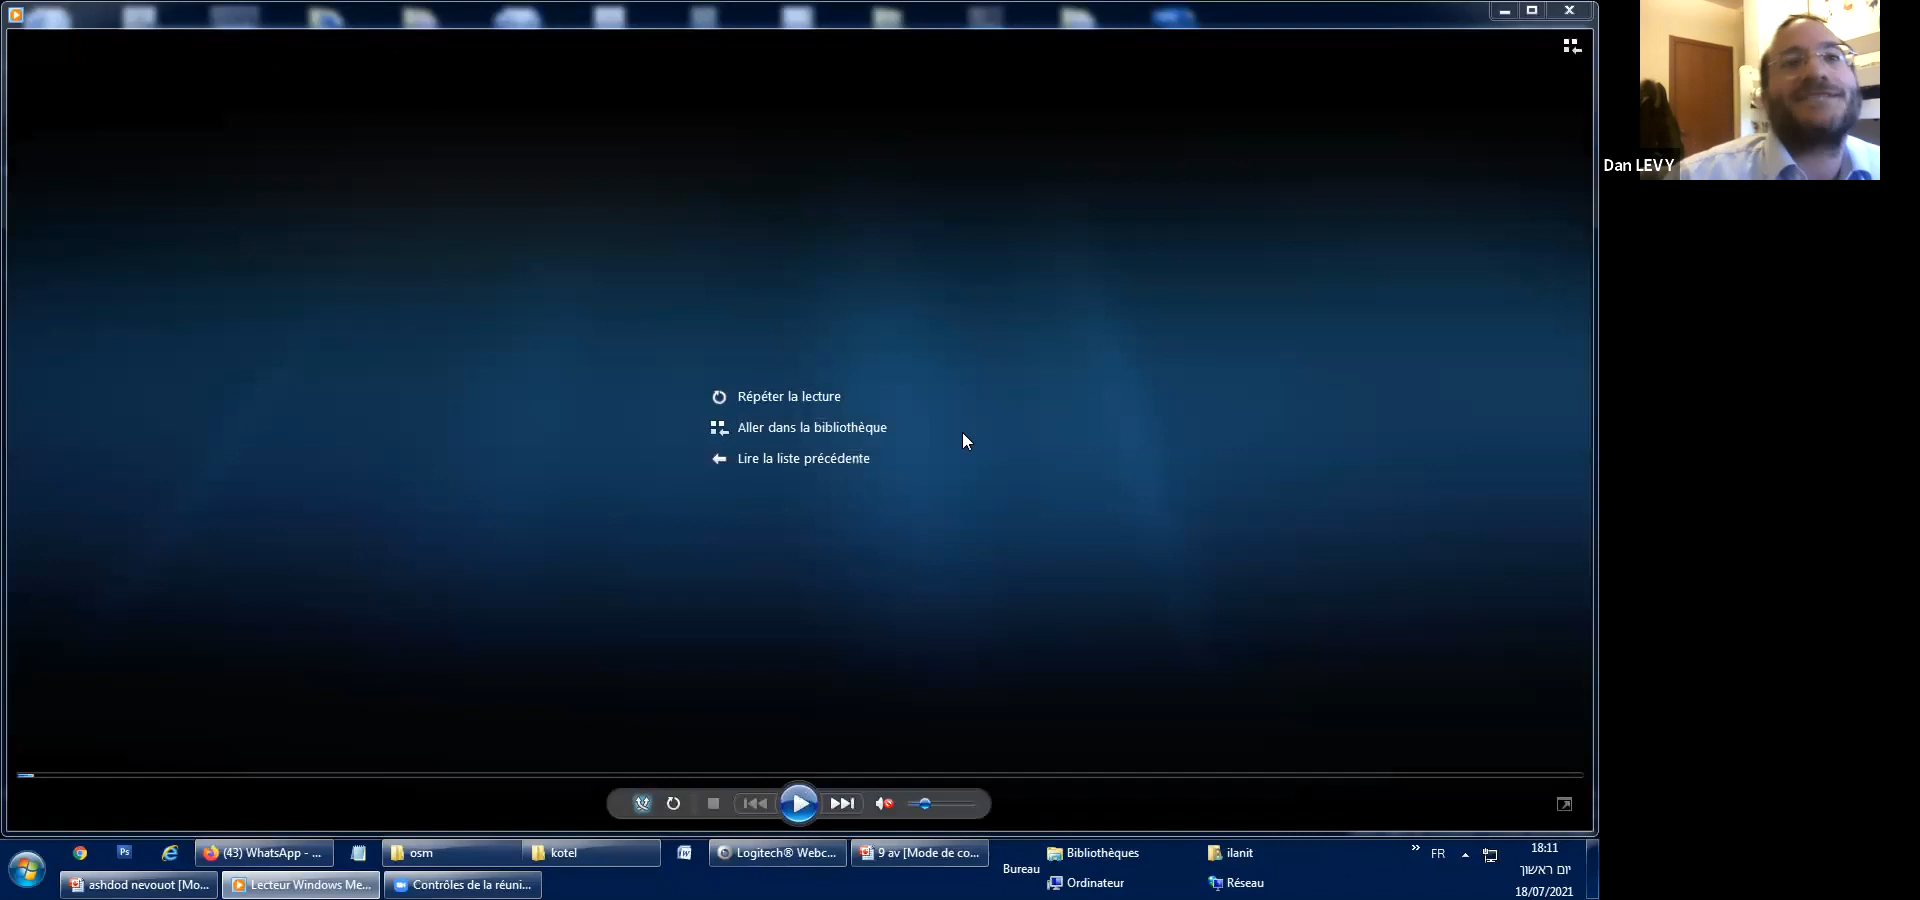 Dan LEVY
Répéter la lecture
Aller dans la bibliothèque
Lire la liste précédente
Ps
(43) WhatsApp - ...
osm
kotel
Logitech® Webc...
9 av [Mode de co...
Bureau
Bibliothèques
ilanit
»
FR
18:11
ashdod nevouot [Mo...
Lecteur Windows Me...
Contrôles de la réuni...
Ordinateur
Réseau
יום ראשון
18/07/2021